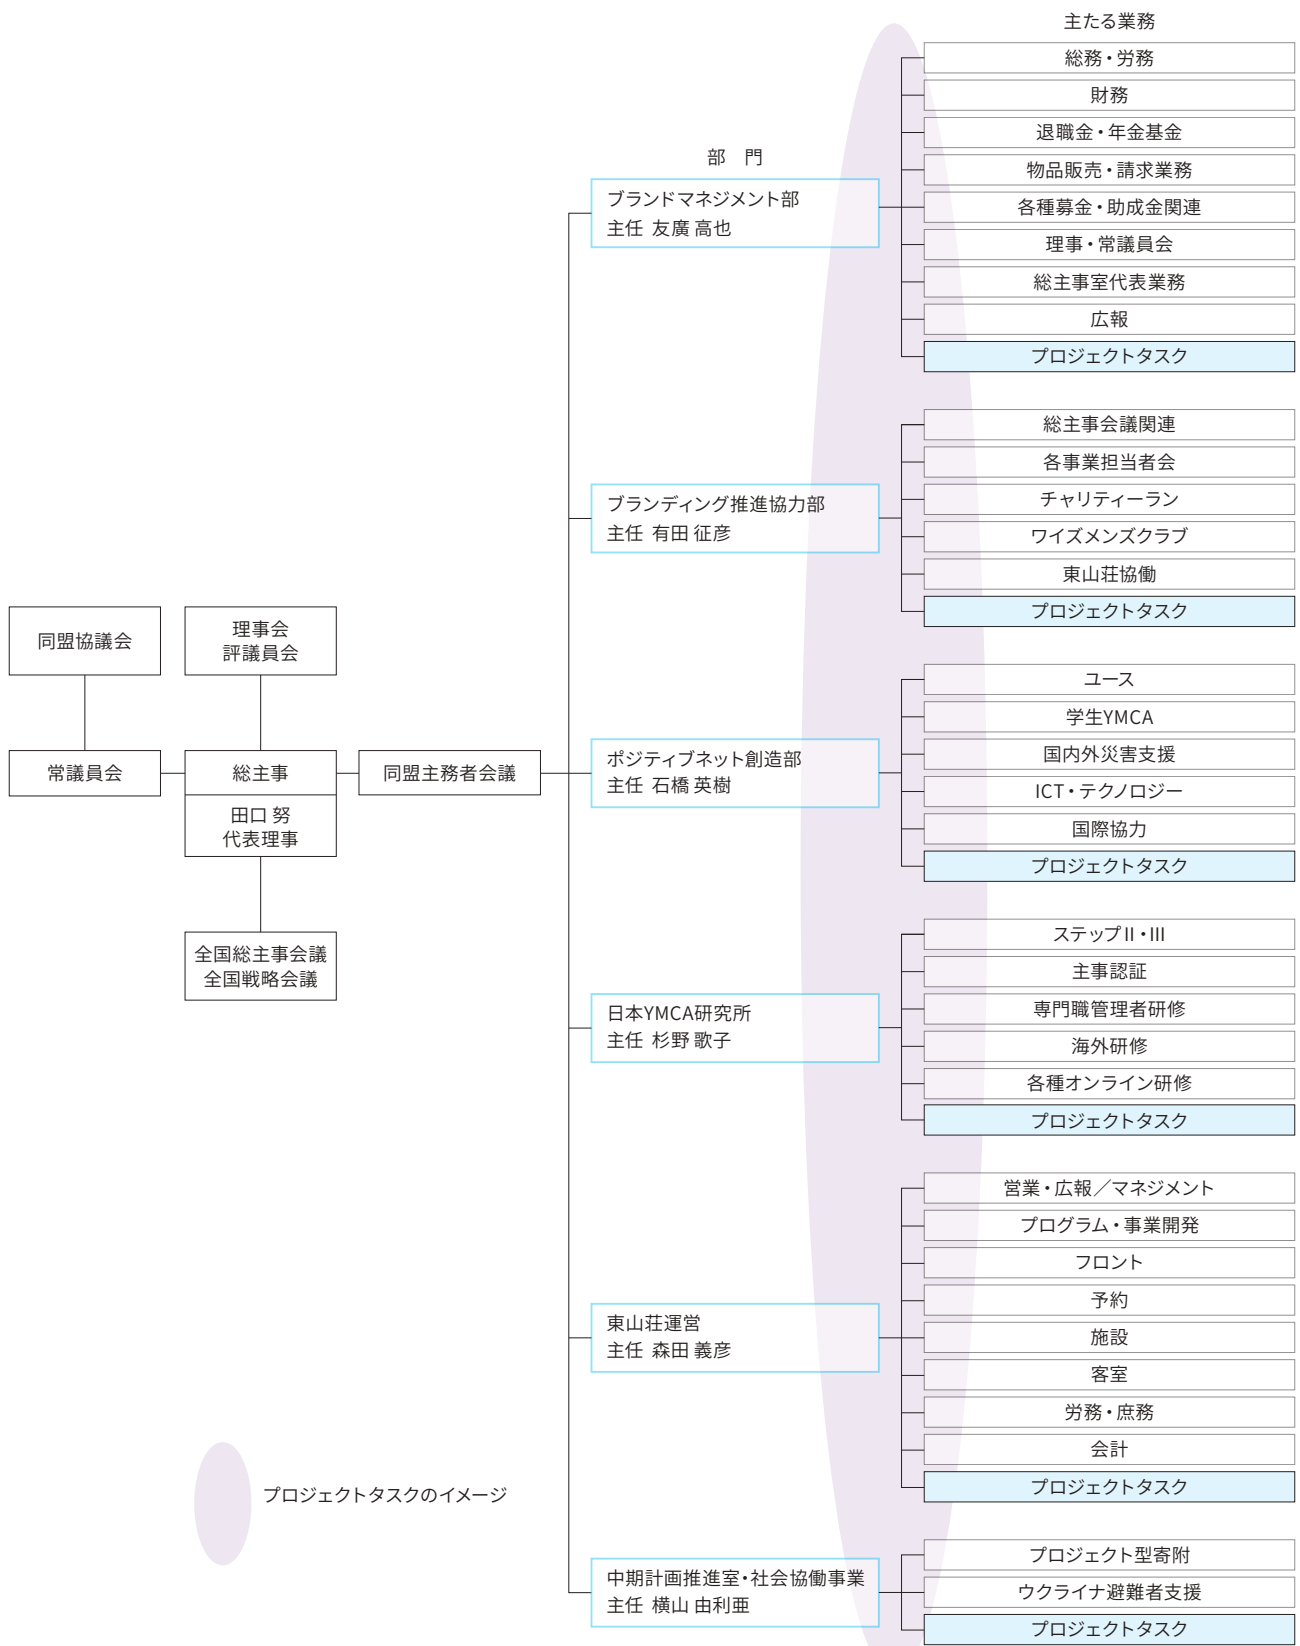 主たる業務
部　門
同盟協議会
常議員会
理事会
評議員会
総主事
田口 努
代表理事
全国総主事会議
全国戦略会議
同盟主務者会議
ブランドマネジメント部
主任 友廣 高也
総務・労務
財務
退職金・年金基金
物品販売・請求業務
各種募金・助成金関連
理事・常議員会
総主事室代表業務
広報
プロジェクトタスク
ブランディング推進協力部
主任 有田 征彦
総主事会議関連
各事業担当者会
チャリティーラン
ワイズメンズクラブ
東山荘協働
プロジェクトタスク
ポジティブネット創造部
主任 石橋 英樹
ユース
学生YMCA
国内外災害支援
ICT・テクノロジー
国際協力
プロジェクトタスク
日本YMCA研究所
主任 杉野 歌子
ステップⅡ・Ⅲ
主事認証
専門職管理者研修
海外研修
各種オンライン研修
プロジェクトタスク
東山荘運営
主任 森田 義彦
営業・広報／マネジメント
プログラム・事業開発
フロント
予約
施設
客室
労務・庶務
会計
プロジェクトタスク
中期計画推進室・社会協働事業
主任 横山 由利亜
プロジェクト型寄附
ウクライナ避難者支援
プロジェクトタスク
プロジェクトタスクのイメージ